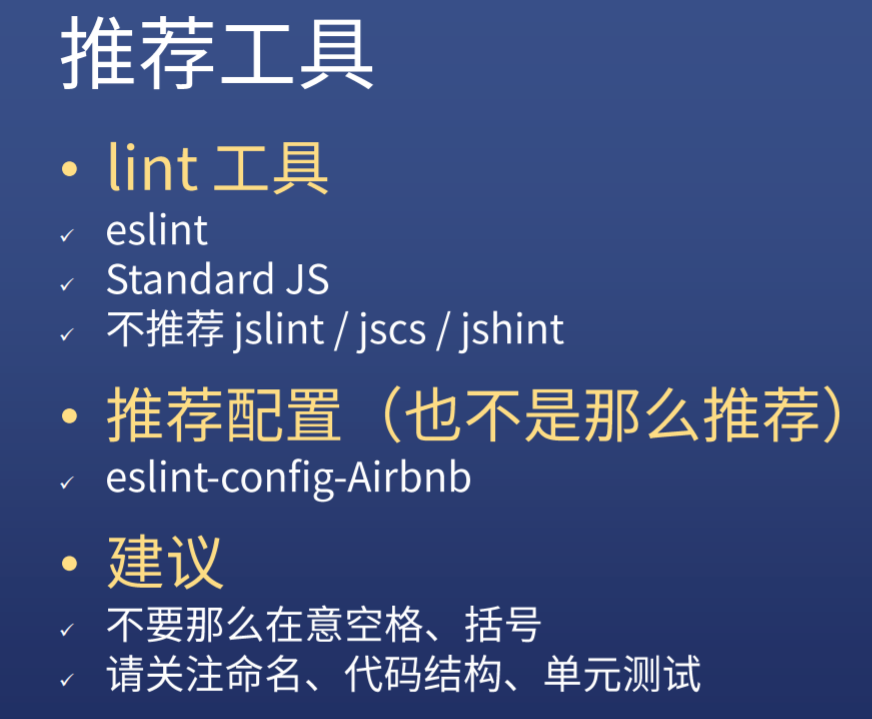 推荐工具
• lint 工具
✓ eslint
✓ Standard JS
✓ 不推荐 jslint / jscs / jshint
• 推荐配置（也不是那么推荐）
✓ eslint-config-Airbnb
• 建议
✓ 不要那么在意空格、括号
✓ 请关注命名、代码结构、单元测试